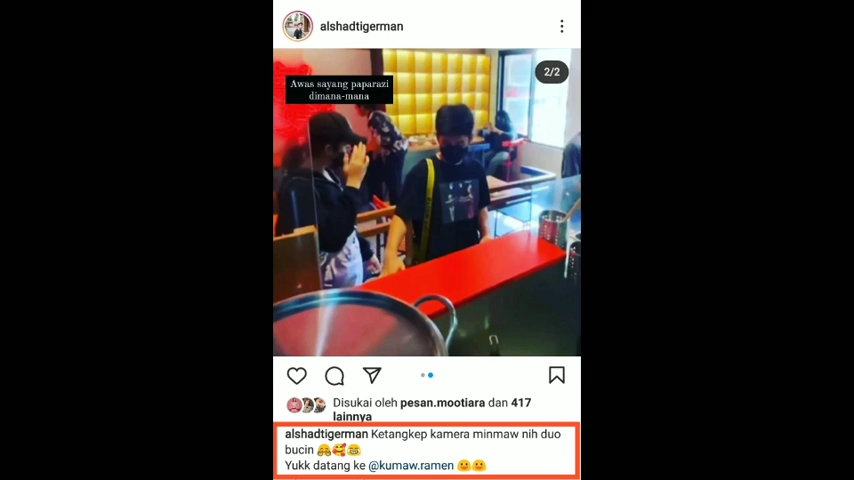 alshadtigerman
2/2
Awas sayang paparazi
dimana-mana
Disukai oleh pesan.mootiara dan 417
lainnya
alshadtigerman Ketangkep kamera minmaw nih duo
bucin 🙈🥰😂
Yukk datang ke @kumaw.ramen 😛😛